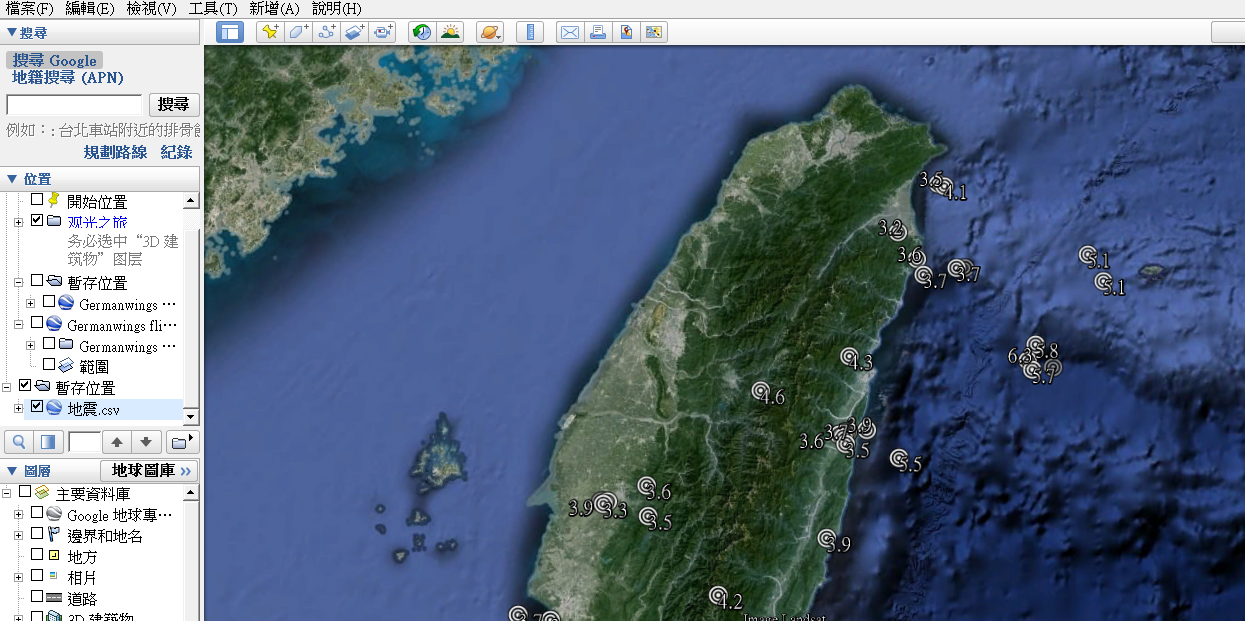 檔案(F) 編輯(E) 檢視(V) 工具(T) 新增(A) 說明(H)
搜尋
搜尋 Google
地籍搜尋 (APN)
搜尋
例如：: 台北車站附近的排骨飯
規劃路線 紀錄
位置
開始位置
观光之旅
务必选中“3D 建
筑物”图层
暫存位置
Germanwings ...
Germanwings fli...
Germanwings ...
範圍
暫存位置
地震.csv
圖層
地球圖庫 >>
主要資料庫
Google 地球專...
邊界和地名
地方
相片
道路
3D 建築物
3.5
4.1
3.2
3.6
3.7
3.7
5.1
5.1
6.3
5.8
5.7
4.3
4.6
3.6
3.7
3.9
3.5
5.5
3.6
3.9
3.3
3.5
3.9
4.2
3.7
Image Landsat